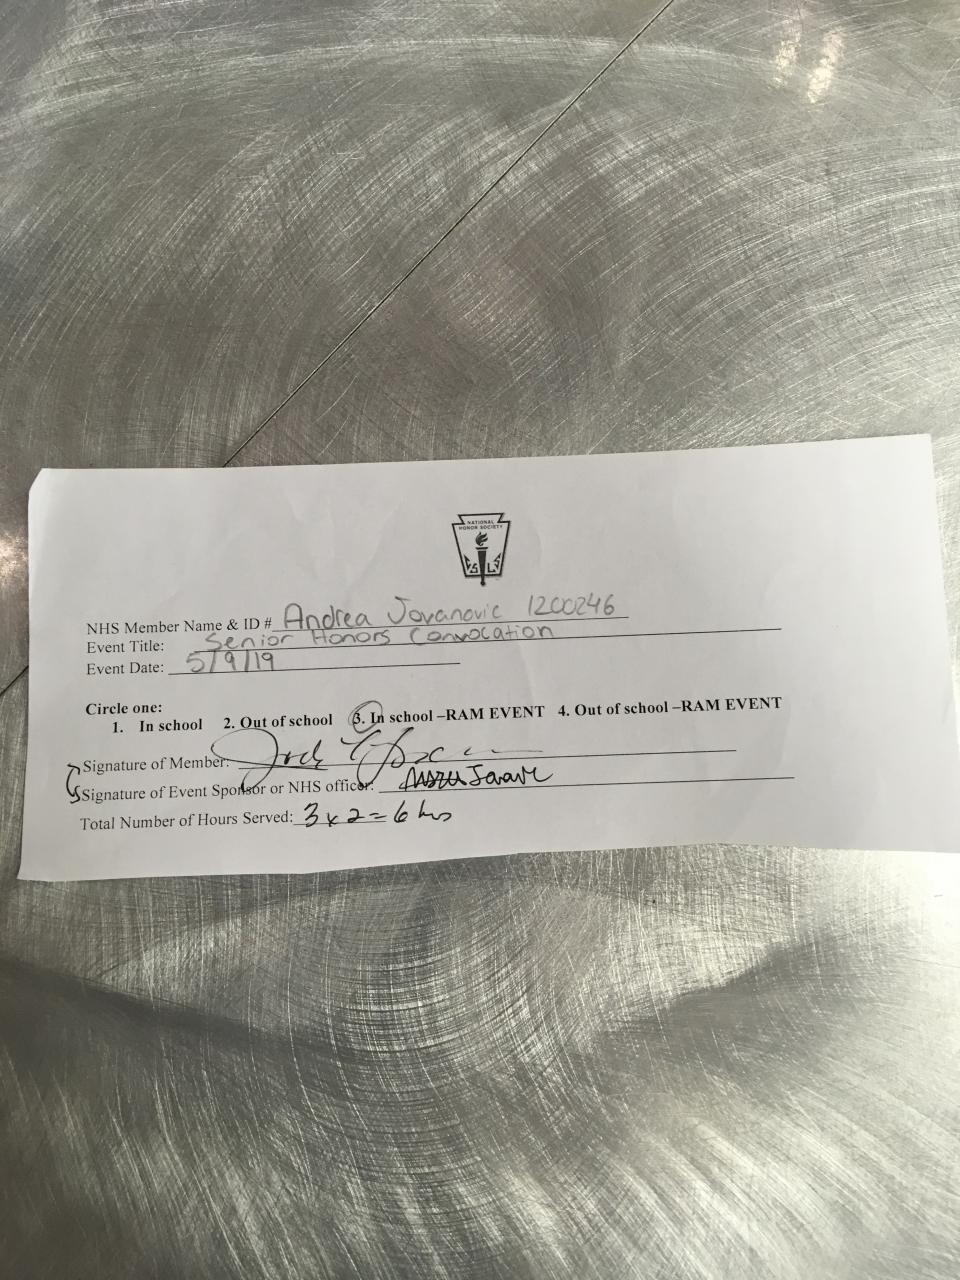 NATIONAL
HONOR SOCIETY
NHS Member Name & ID # Andrea Jovanovic 1200246
Event Title: Senior Honors Convocation
Event Date: 5/9/19
Circle one:
1. In school 2. Out of school 3. In school –RAM EVENT 4. Out of school –RAM EVENT
Signature of Member:
Signature of Event Sponsor or NHS officer:
Total Number of Hours Served: 3 x 2 = 6 hrs